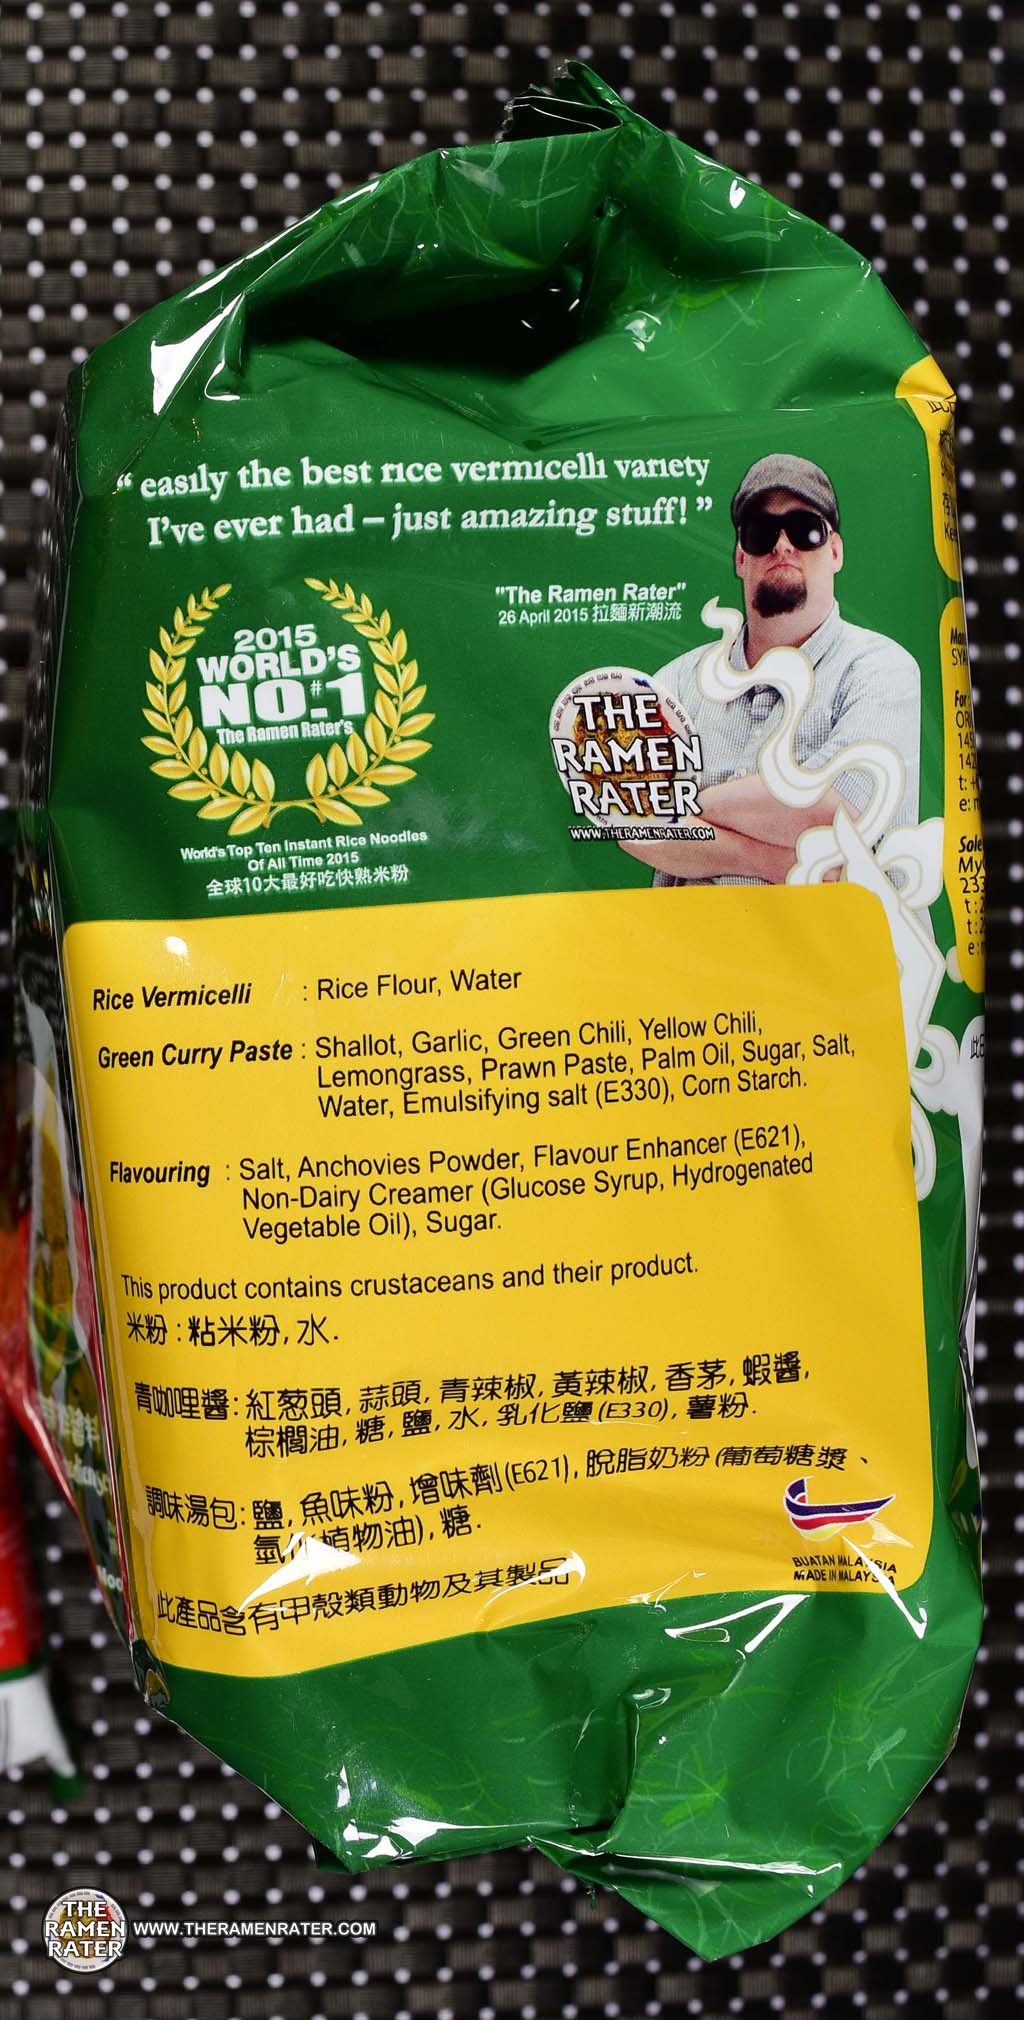 “ easily the best rice vermicelli variety
I've ever had – just amazing stuff! ”
"The Ramen Rater"
26 April 2015 拉麵新潮流
2015
WORLD'S
NO.#1
The Ramen Rater's
World's Top Ten Instant Rice Noodles
Of All Time 2015
全球10大最好吃快熟米粉
THE
RAMEN
RATER
WWW.THERAMENRATER.COM
Rice Vermicelli : Rice Flour, Water
Green Curry Paste : Shallot, Garlic, Green Chili, Yellow Chili,
Lemongrass, Prawn Paste, Palm Oil, Sugar, Salt,
Water, Emulsifying salt (E330), Corn Starch.
Flavouring : Salt, Anchovies Powder, Flavour Enhancer (E621),
Non-Dairy Creamer (Glucose Syrup, Hydrogenated
Vegetable Oil), Sugar.
This product contains crustaceans and their product.
米粉 : 粘米粉, 水.
青咖哩醬: 紅葱頭, 蒜頭, 青辣椒, 黃辣椒, 香茅, 蝦醬,
棕櫚油, 糖, 鹽, 水, 乳化鹽(E330), 薯粉.
調味湯包: 鹽, 魚味粉, 增味劑(E621), 脫脂奶粉 (葡萄糖漿、
氫化植物油), 糖.
此產品含有甲殼類動物及其製品
BUATAN MALAYSIA
MADE IN MALAYSIA
THE
RAMEN
RATER
WWW.THERAMENRATER.COM